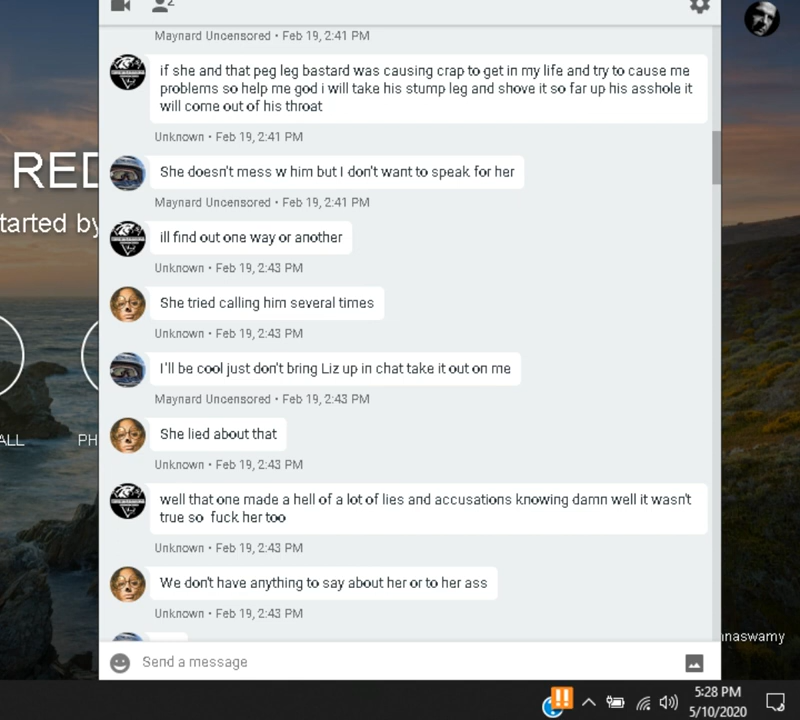 2
Maynard Uncensored • Feb 19, 2:41 PM
if she and that peg leg bastard was causing crap to get in my life and try to cause me
problems so help me god i will take his stump leg and shove it so far up his asshole it
will come out of his throat
Unknown • Feb 19, 2:41 PM
RED
She doesn't mess w him but I don't want to speak for her
Maynard Uncensored • Feb 19, 2:41 PM
tarted by
ill find out one way or another
Unknown • Feb 19, 2:43 PM
She tried calling him several times
Unknown • Feb 19, 2:43 PM
I'll be cool just don't bring Liz up in chat take it out on me
Maynard Uncensored • Feb 19, 2:43 PM
ALL
PH
She lied about that
Unknown • Feb 19, 2:43 PM
well that one made a hell of a lot of lies and accusations knowing damn well it wasn't
true so fuck her too
Unknown • Feb 19, 2:43 PM
We don't have anything to say about her or to her ass
Unknown • Feb 19, 2:43 PM
nnaswamy
Send a message
5:28 PM
5/10/2020